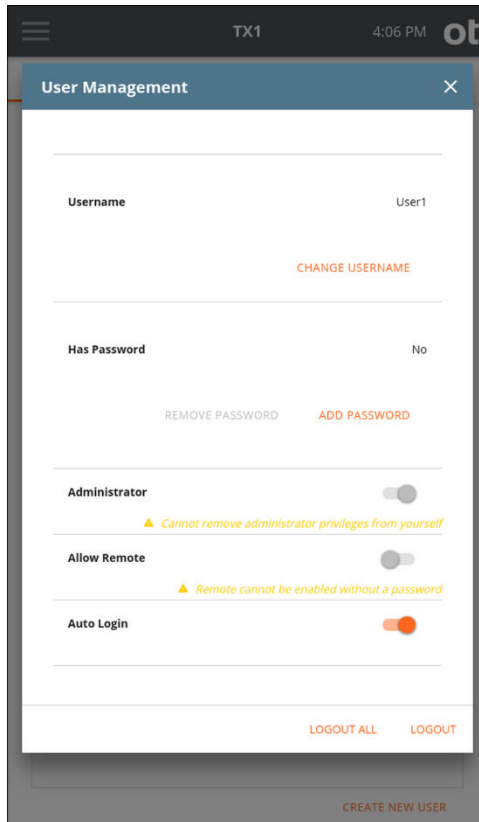 TX1 4:06 PM ot
User Management
Username User1
CHANGE USERNAME
Has Password No
REMOVE PASSWORD ADD PASSWORD
Administrator
Cannot remove administrator privileges from yourself
Allow Remote
Remote cannot be enabled without a password
Auto Login
LOGOUT ALL LOGOUT
CREATE NEW USER